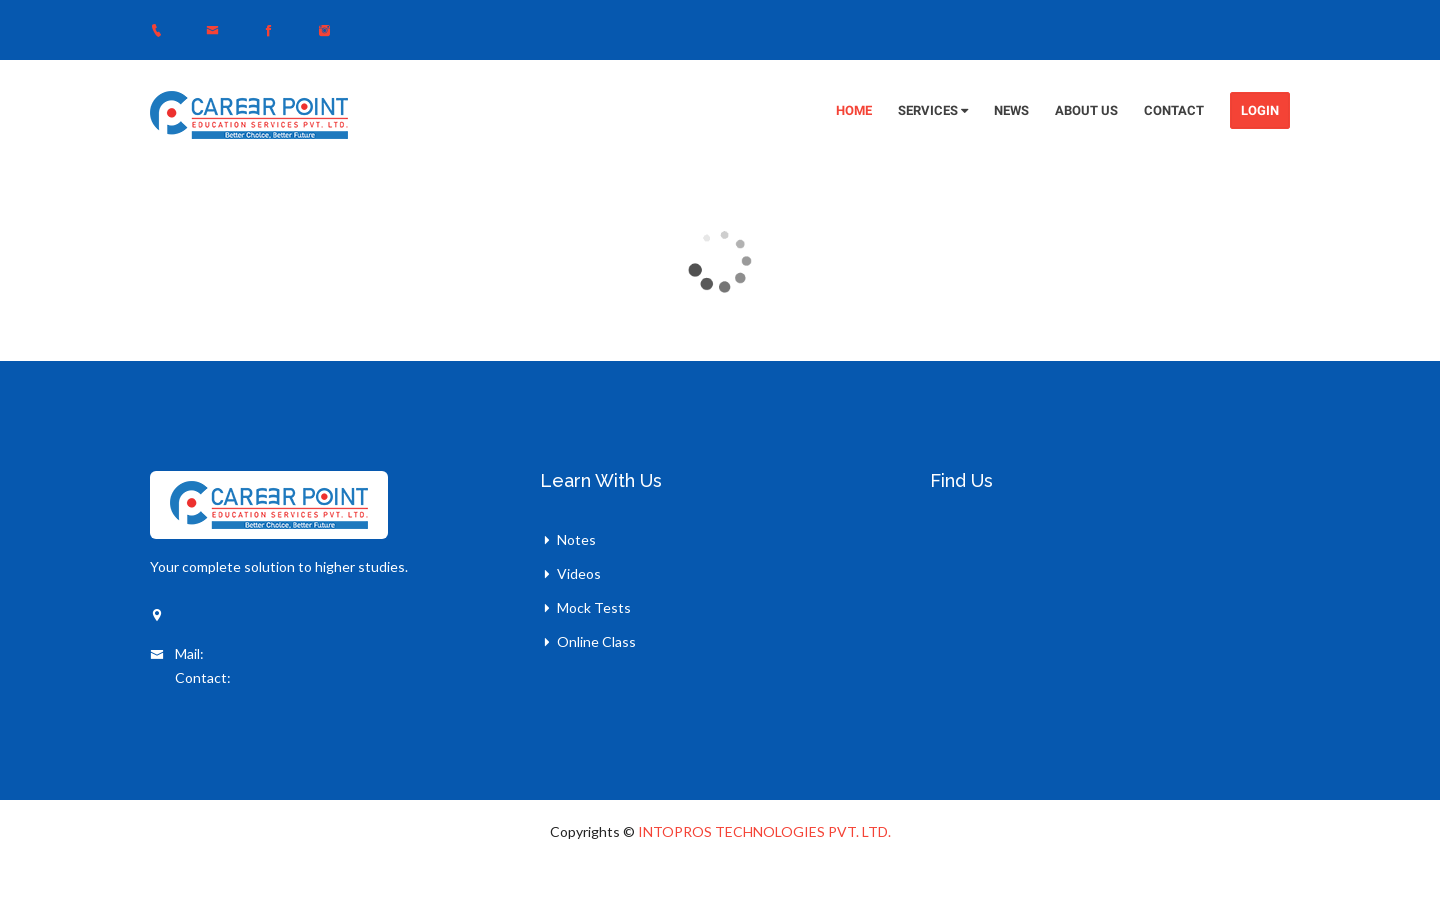 CAREER POINT
EDUCATION SERVICES PVT. LTD.
Better Choice, Better Future
HOME
SERVICES
NEWS
ABOUT US
CONTACT
LOGIN
CAREER POINT
EDUCATION SERVICES PVT. LTD.
Better Choice, Better Future
Your complete solution to higher studies.
Mail:
Contact:
Learn With Us
Notes
Videos
Mock Tests
Online Class
Find Us
Copyrights © INTOPROS TECHNOLOGIES PVT. LTD.